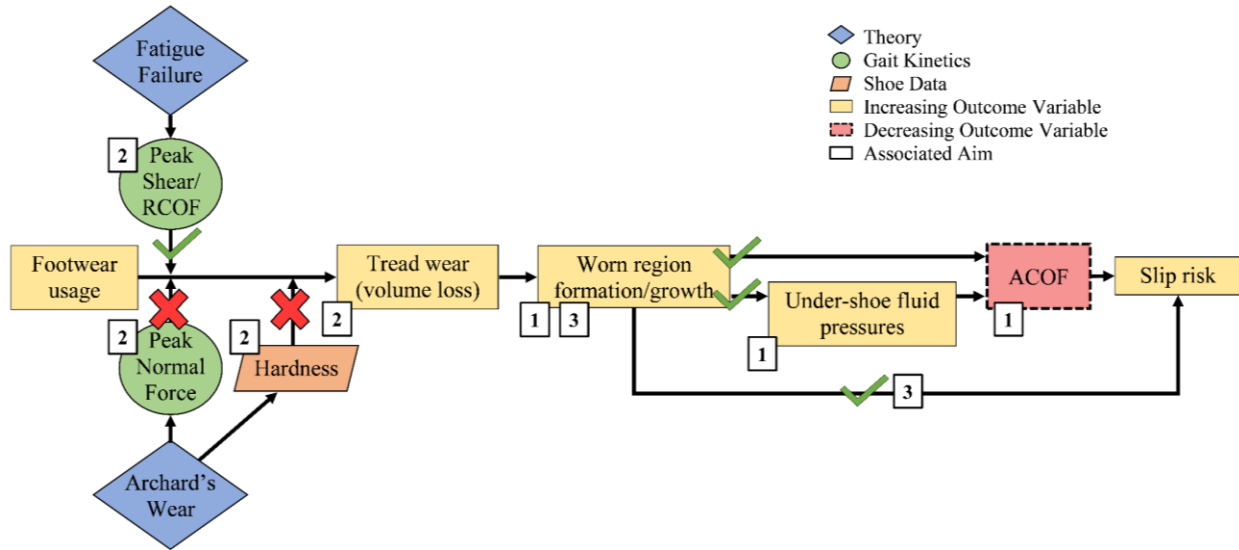 Fatigue
Failure
Theory
Gait Kinetics
Shoe Data
Increasing Outcome Variable
Decreasing Outcome Variable
Associated Aim
2
Peak
Shear/
RCOF
Footwear
usage
2
Peak
Normal
Force
2
Hardness
Archard's
Wear
Tread wear
(volume loss)
2
Worn region
formation/growth
1
3
Under-shoe fluid
pressures
1
ACOF
1
Slip risk
3